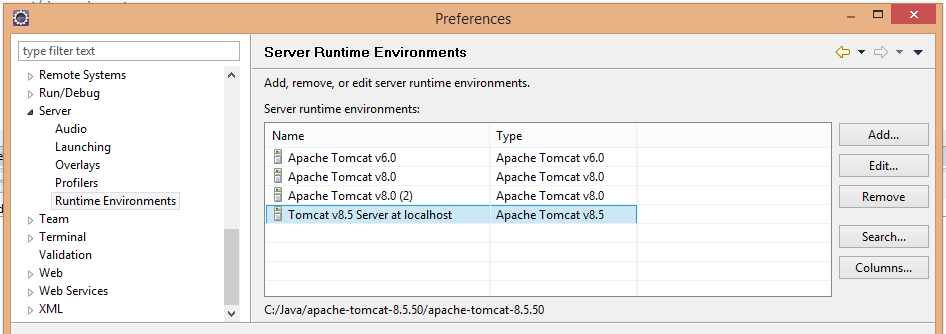 Preferences
type filter text
Server Runtime Environments
Remote Systems
Run/Debug
Server
Audio
Launching
Overlays
Profilers
Runtime Environments
Team
Terminal
Validation
Web
Web Services
XML
Add, remove, or edit server runtime environments.
Server runtime environments:
Name Type
Apache Tomcat v6.0 Apache Tomcat v6.0
Apache Tomcat v8.0 Apache Tomcat v8.0
Apache Tomcat v8.0 (2) Apache Tomcat v8.0
Tomcat v8.5 Server at localhost Apache Tomcat v8.5
C:/Java/apache-tomcat-8.5.50/apache-tomcat-8.5.50
Add...
Edit...
Remove
Search...
Columns...